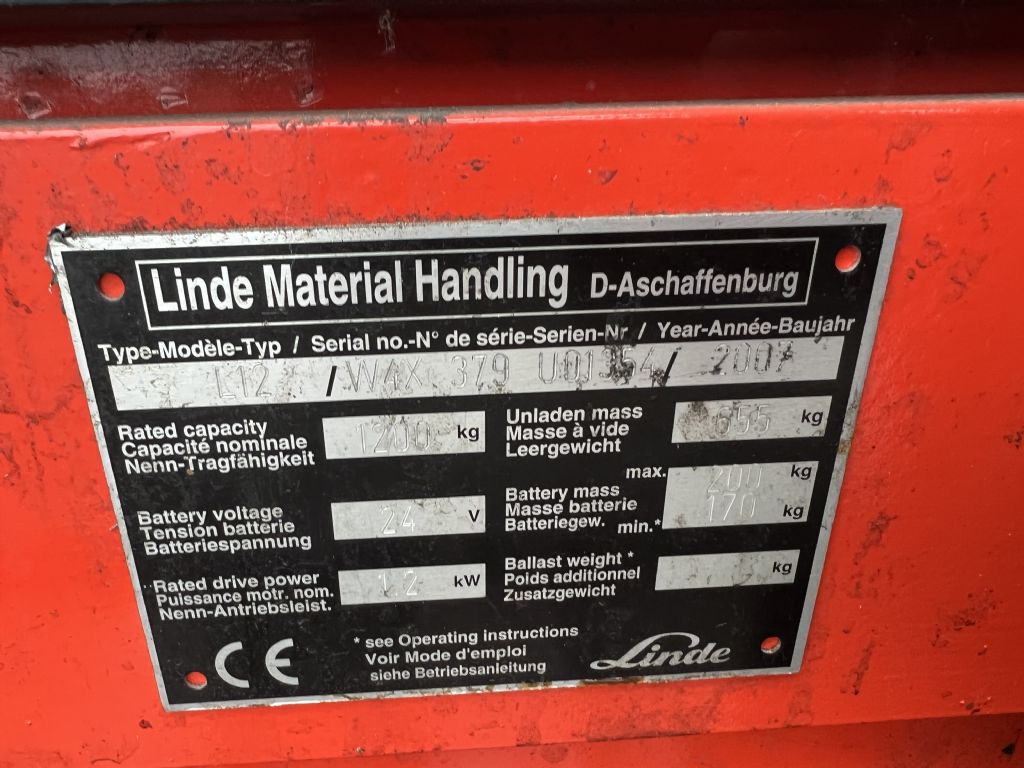 Linde Material Handling D-Aschaffenburg
Type-Modèle-Typ / Serial no.-N° de série-Serien-Nr / Year-Année-Baujahr
L12 / W4X 379 U01354 / 2007
Rated capacity
Capacité nominale
Nenn-Tragfähigkeit
1200 kg
Unladen mass
Masse à vide
Leergewicht
655 kg
Battery voltage
Tension batterie
Batteriespannung
24 V
max. 200 kg
Battery mass
Masse batterie
Batteriegew. min.* 170 kg
Rated drive power
Puissance motr. nom.
Nenn-Antriebsleist.
1.2 kW
Ballast weight *
Poids additionnel
Zusatzgewicht
kg
CE
* see Operating instructions
Voir Mode d'emploi
siehe Betriebsanleitung
Linde